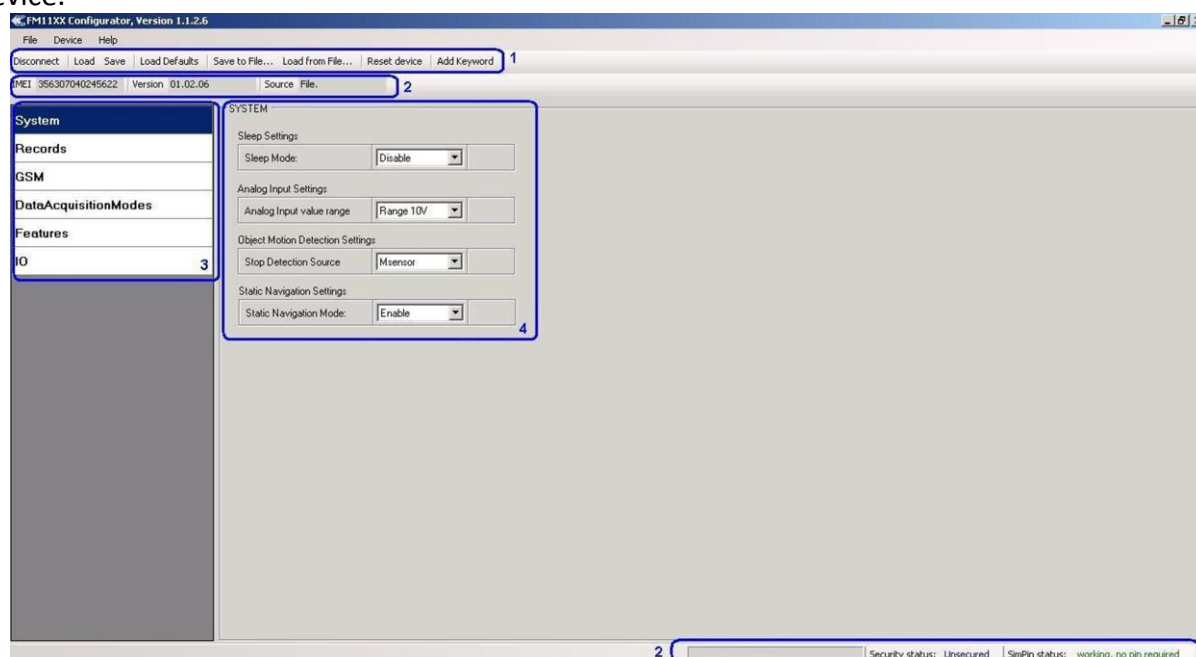 evice.
FM11XX Configurator, Version 1.1.2.6
File Device Help
Disconnect Load Save Load Defaults Save to File... Load from File... Reset device Add Keyword 1
IMEI 356307040245622 Version 01.02.06 Source File. 2
System
Records
GSM
DataAcquisitionModes
Features
IO 3
SYSTEM
Sleep Settings
Sleep Mode: Disable
Analog Input Settings
Analog Input value range Range 10V
Object Motion Detection Settings
Stop Detection Source Msensor
Static Navigation Settings
Static Navigation Mode: Enable
4
2 Security status: Unsecured SimPin status: working, no pin required